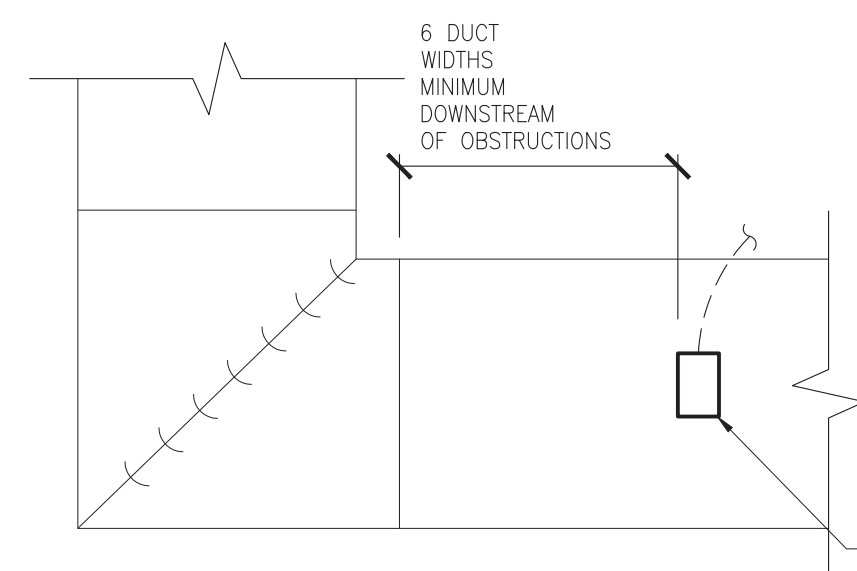 6 DUCT
WIDTHS
MINIMUM
DOWNSTREAM
OF OBSTRUCTIONS